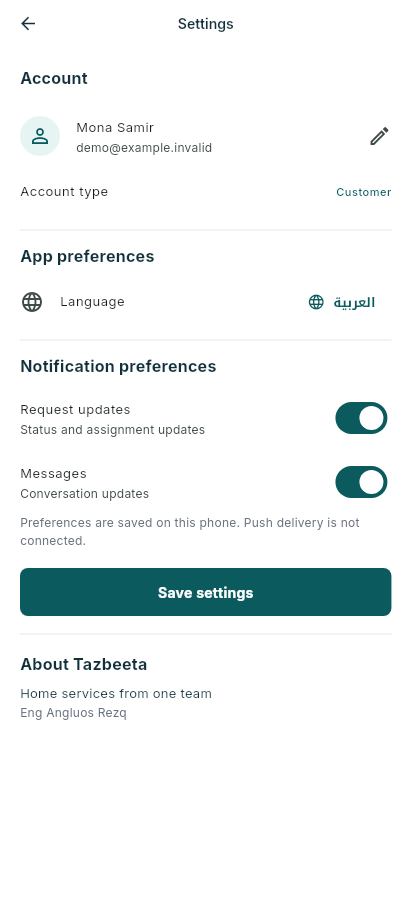 Settings
Account
Mona Samir
demo@example.invalid
Account type
Customer
App preferences
Language
العربية
Notification preferences
Request updates
Status and assignment updates
Messages
Conversation updates
Preferences are saved on this phone. Push delivery is not
connected.
Save settings
About Tazbeeta
Home services from one team
Eng Angluos Rezq